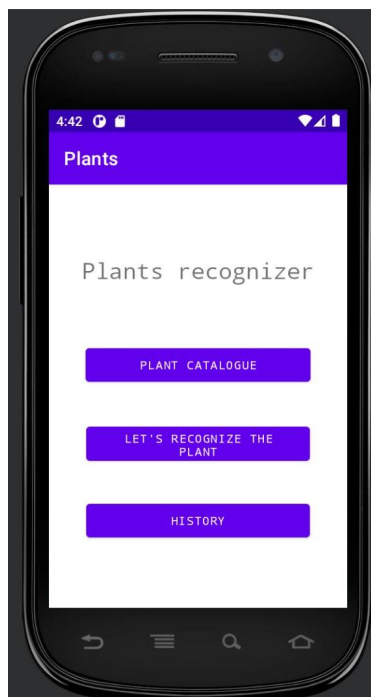 4:42
Plants
Plants recognizer
PLANT CATALOGUE
LET'S RECOGNIZE THE
PLANT
HISTORY